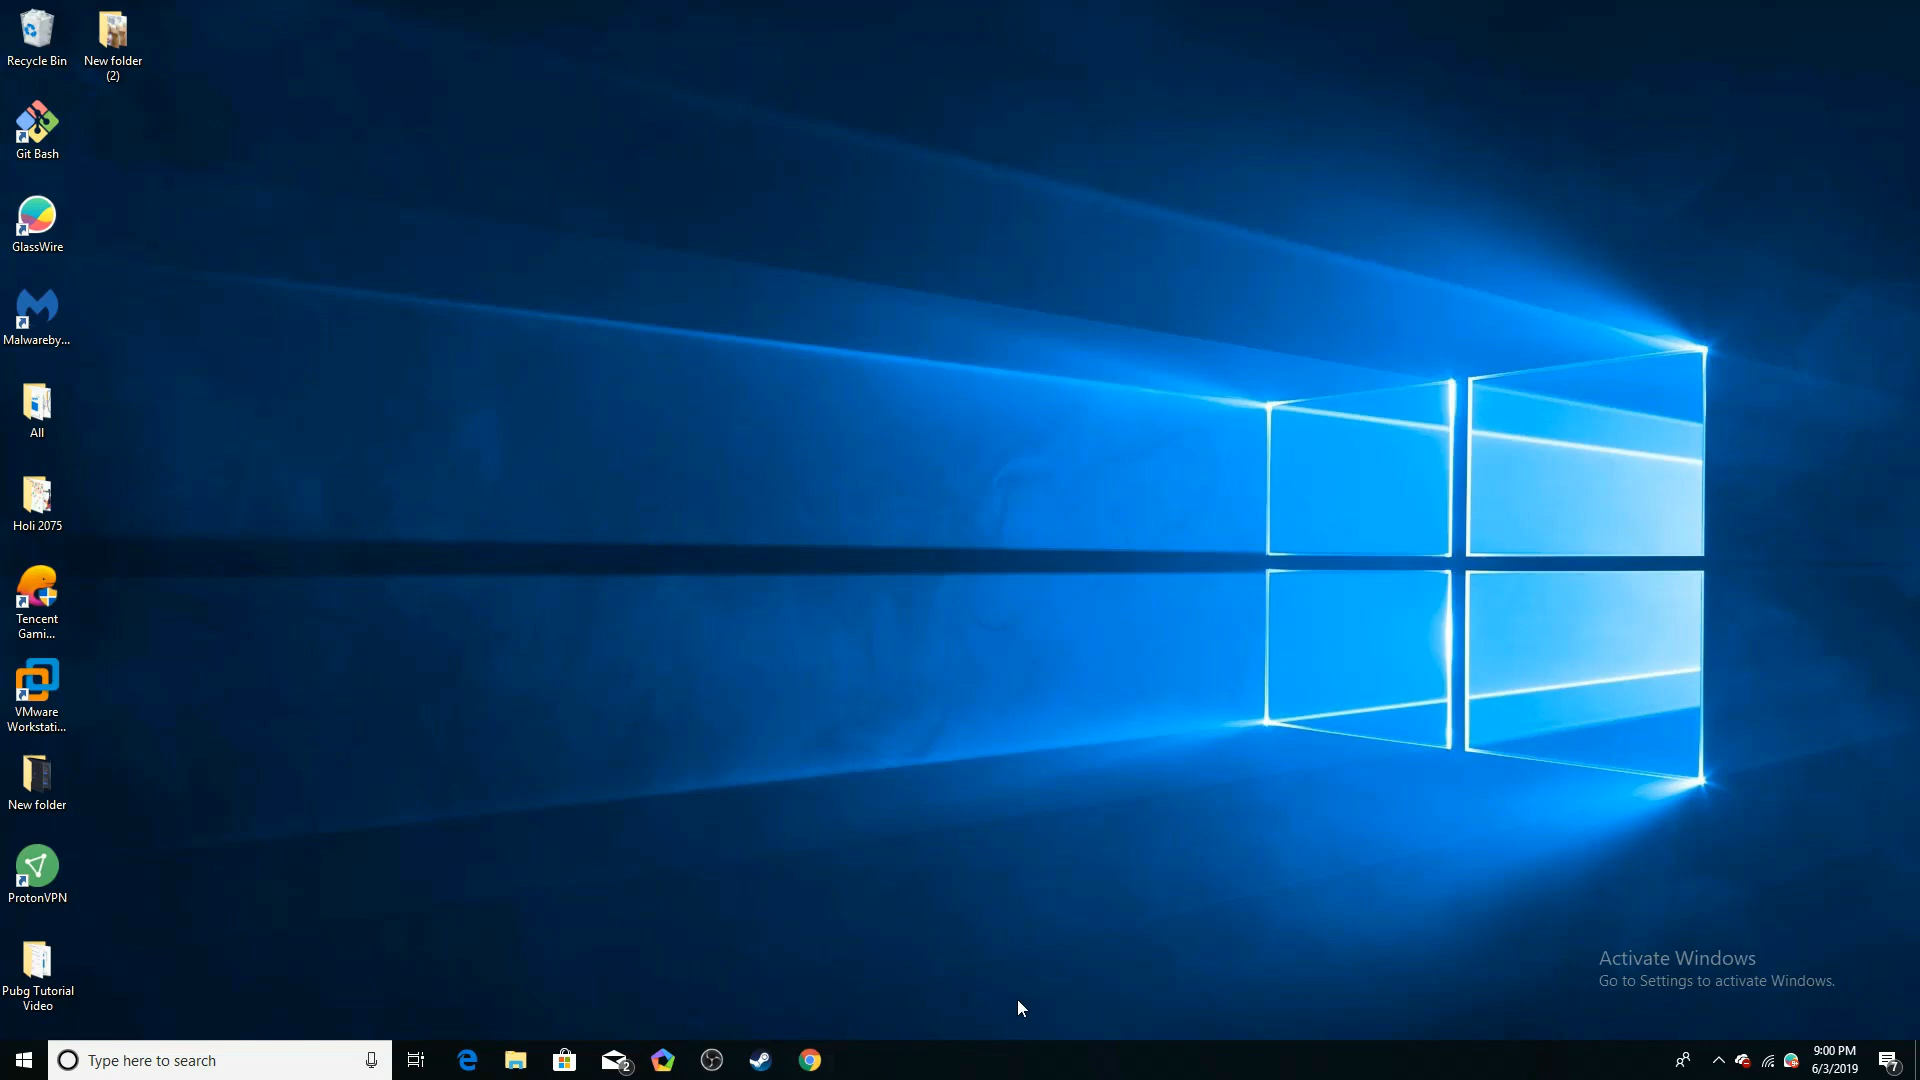 Recycle Bin
New folder
(2)
Git Bash
GlassWire
Malwareby...
All
Holi 2075
Tencent
Gami...
VMware
Workstati...
New folder
ProtonVPN
Pubg Tutorial
Video
Activate Windows
Go to Settings to activate Windows.
Type here to search
2
9:00 PM
6/3/2019
7